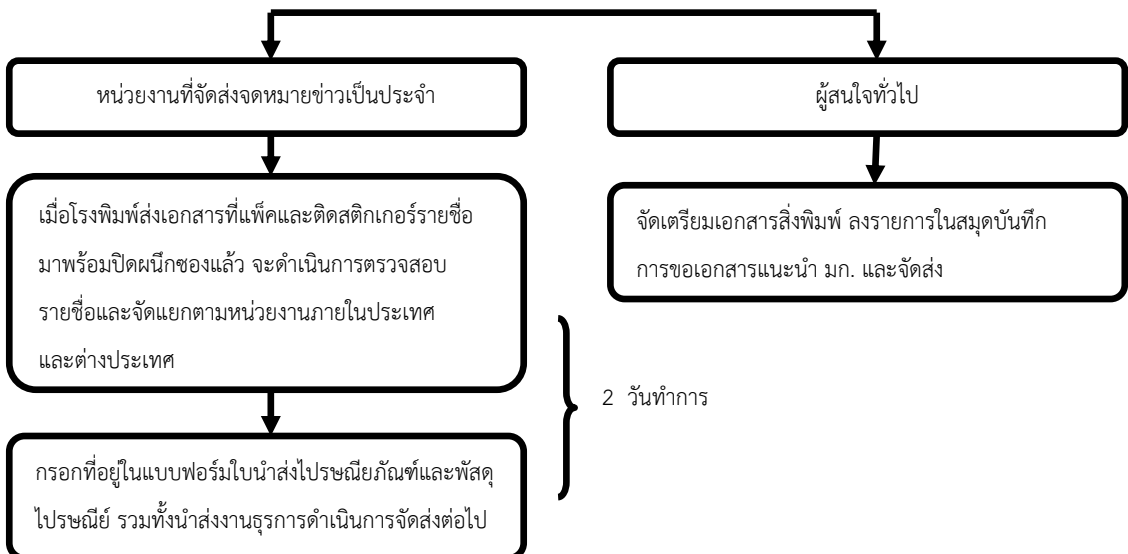 หน่วยงานที่จัดส่งจดหมายข่าวเป็นประจำ
ผู้สนใจทั่วไป
เมื่อโรงพิมพ์ส่งเอกสารที่แพ็คและติดสติกเกอร์รายชื่อ
มาพร้อมปิดผนึกซองแล้ว จะดำเนินการตรวจสอบ
รายชื่อและจัดแยกตามหน่วยงานภายในประเทศ
และต่างประเทศ
จัดเตรียมเอกสารสิ่งพิมพ์ ลงรายการในสมุดบันทึก
การขอเอกสารแนะนำ มก. และจัดส่ง
2 วันทำการ
กรอกที่อยู่ในแบบฟอร์มใบนำส่งไปรษณียภัณฑ์และพัสดุ
ไปรษณีย์ รวมทั้งนำส่งงานธุรการดำเนินการจัดส่งต่อไป